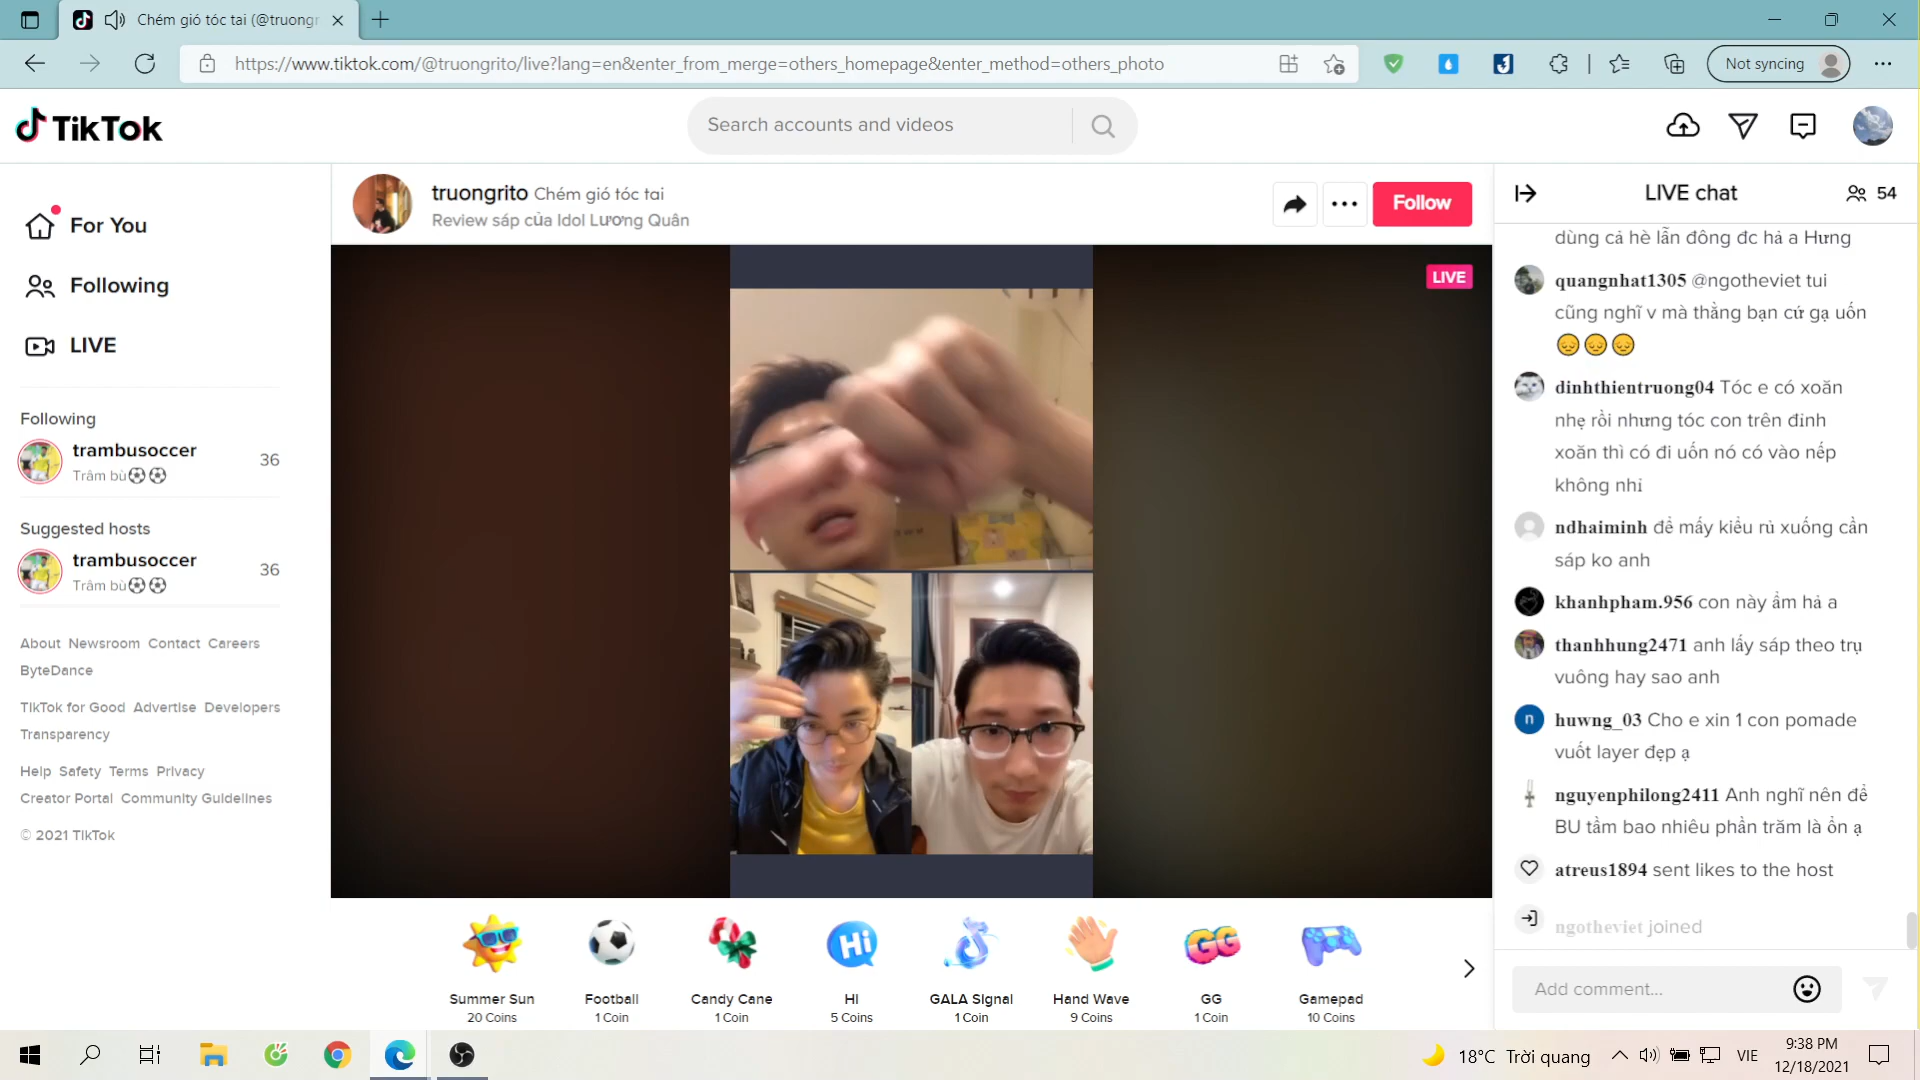 Chém gió tóc tai (@truongr
https://www.tiktok.com/@truongrito/live?lang=en&enter_from_merge=others_homepage&enter_method=others_photo
Not syncing
TikTok
Search accounts and videos
For You
Following
LIVE
Following
trambusoccer 36
Trâm bù⚽⚽
Suggested hosts
trambusoccer 36
Trâm bù⚽⚽
About Newsroom Contact Careers
ByteDance
TikTok for Good Advertise Developers
Transparency
Help Safety Terms Privacy
Creator Portal Community Guidelines
© 2021 TikTok
truongrito Chém gió tóc tai
Review sáp của Idol Lương Quân
Follow
LIVE
Summer Sun
20 Coins
Football
1 Coin
Candy Cane
1 Coin
Hi
HI
5 Coins
GALA Signal
1 Coin
Hand Wave
9 Coins
GG
GG
1 Coin
Gamepad
10 Coins
LIVE chat 54
dùng cả hè lẫn đông đc hả a Hưng
quangnhat1305 @ngotheviet tui
cũng nghĩ v mà thằng bạn cứ gạ uốn
😞😞😞
dinhthientruong04 Tóc e có xoăn
nhẹ rồi nhưng tóc con trên đỉnh
xoăn thì có đi uốn nó có vào nếp
không nhỉ
ndhaiminh để mấy kiểu rủ xuống cần
sáp ko anh
khanhpham.956 con này ẩm hả a
thanhhung2471 anh lấy sáp theo trụ
vuông hay sao anh
n
huwng_03 Cho e xin 1 con pomade
vuốt layer đẹp ạ
nguyenphilong2411 Anh nghĩ nên để
BU tầm bao nhiêu phần trăm là ổn ạ
atreus1894 sent likes to the host
ngotheviet joined
Add comment...
18°C Trời quang
VIE
9:38 PM
12/18/2021